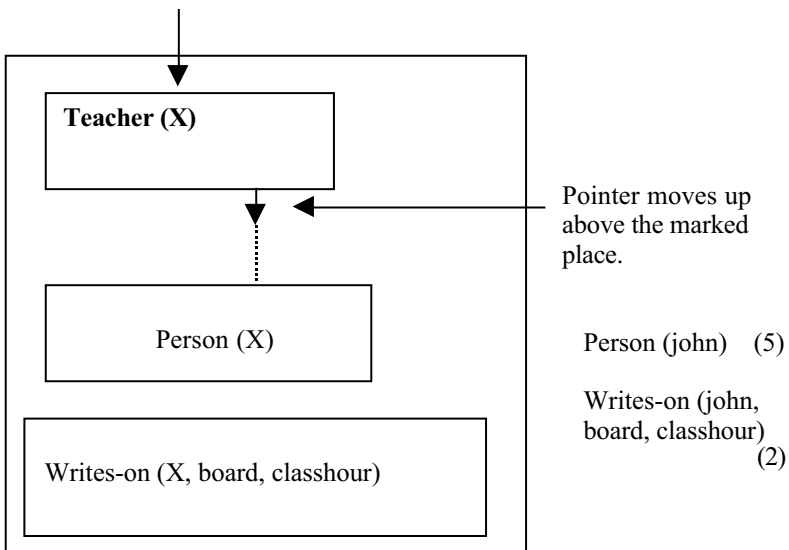 Teacher (X)
Pointer moves up
above the marked
place.
Person (X)
Person (john) (5)
Writes-on (john,
board, classhour)
(2)
Writes-on (X, board, classhour)